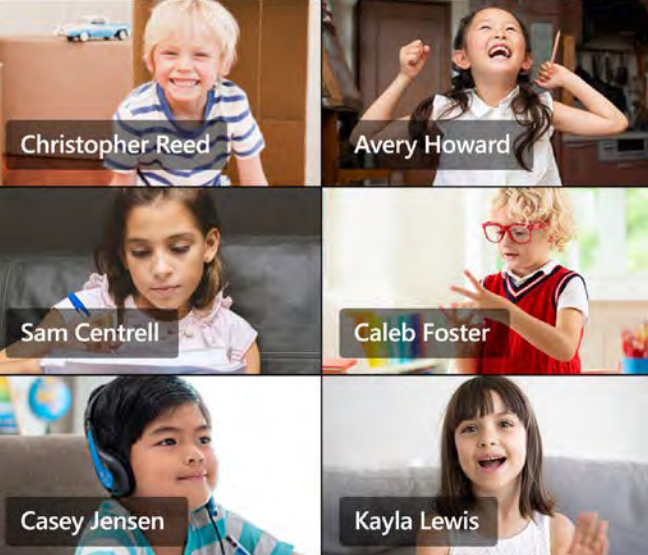 Christopher Reed
Avery Howard
Sam Centrell
Caleb Foster
Casey Jensen
Kayla Lewis